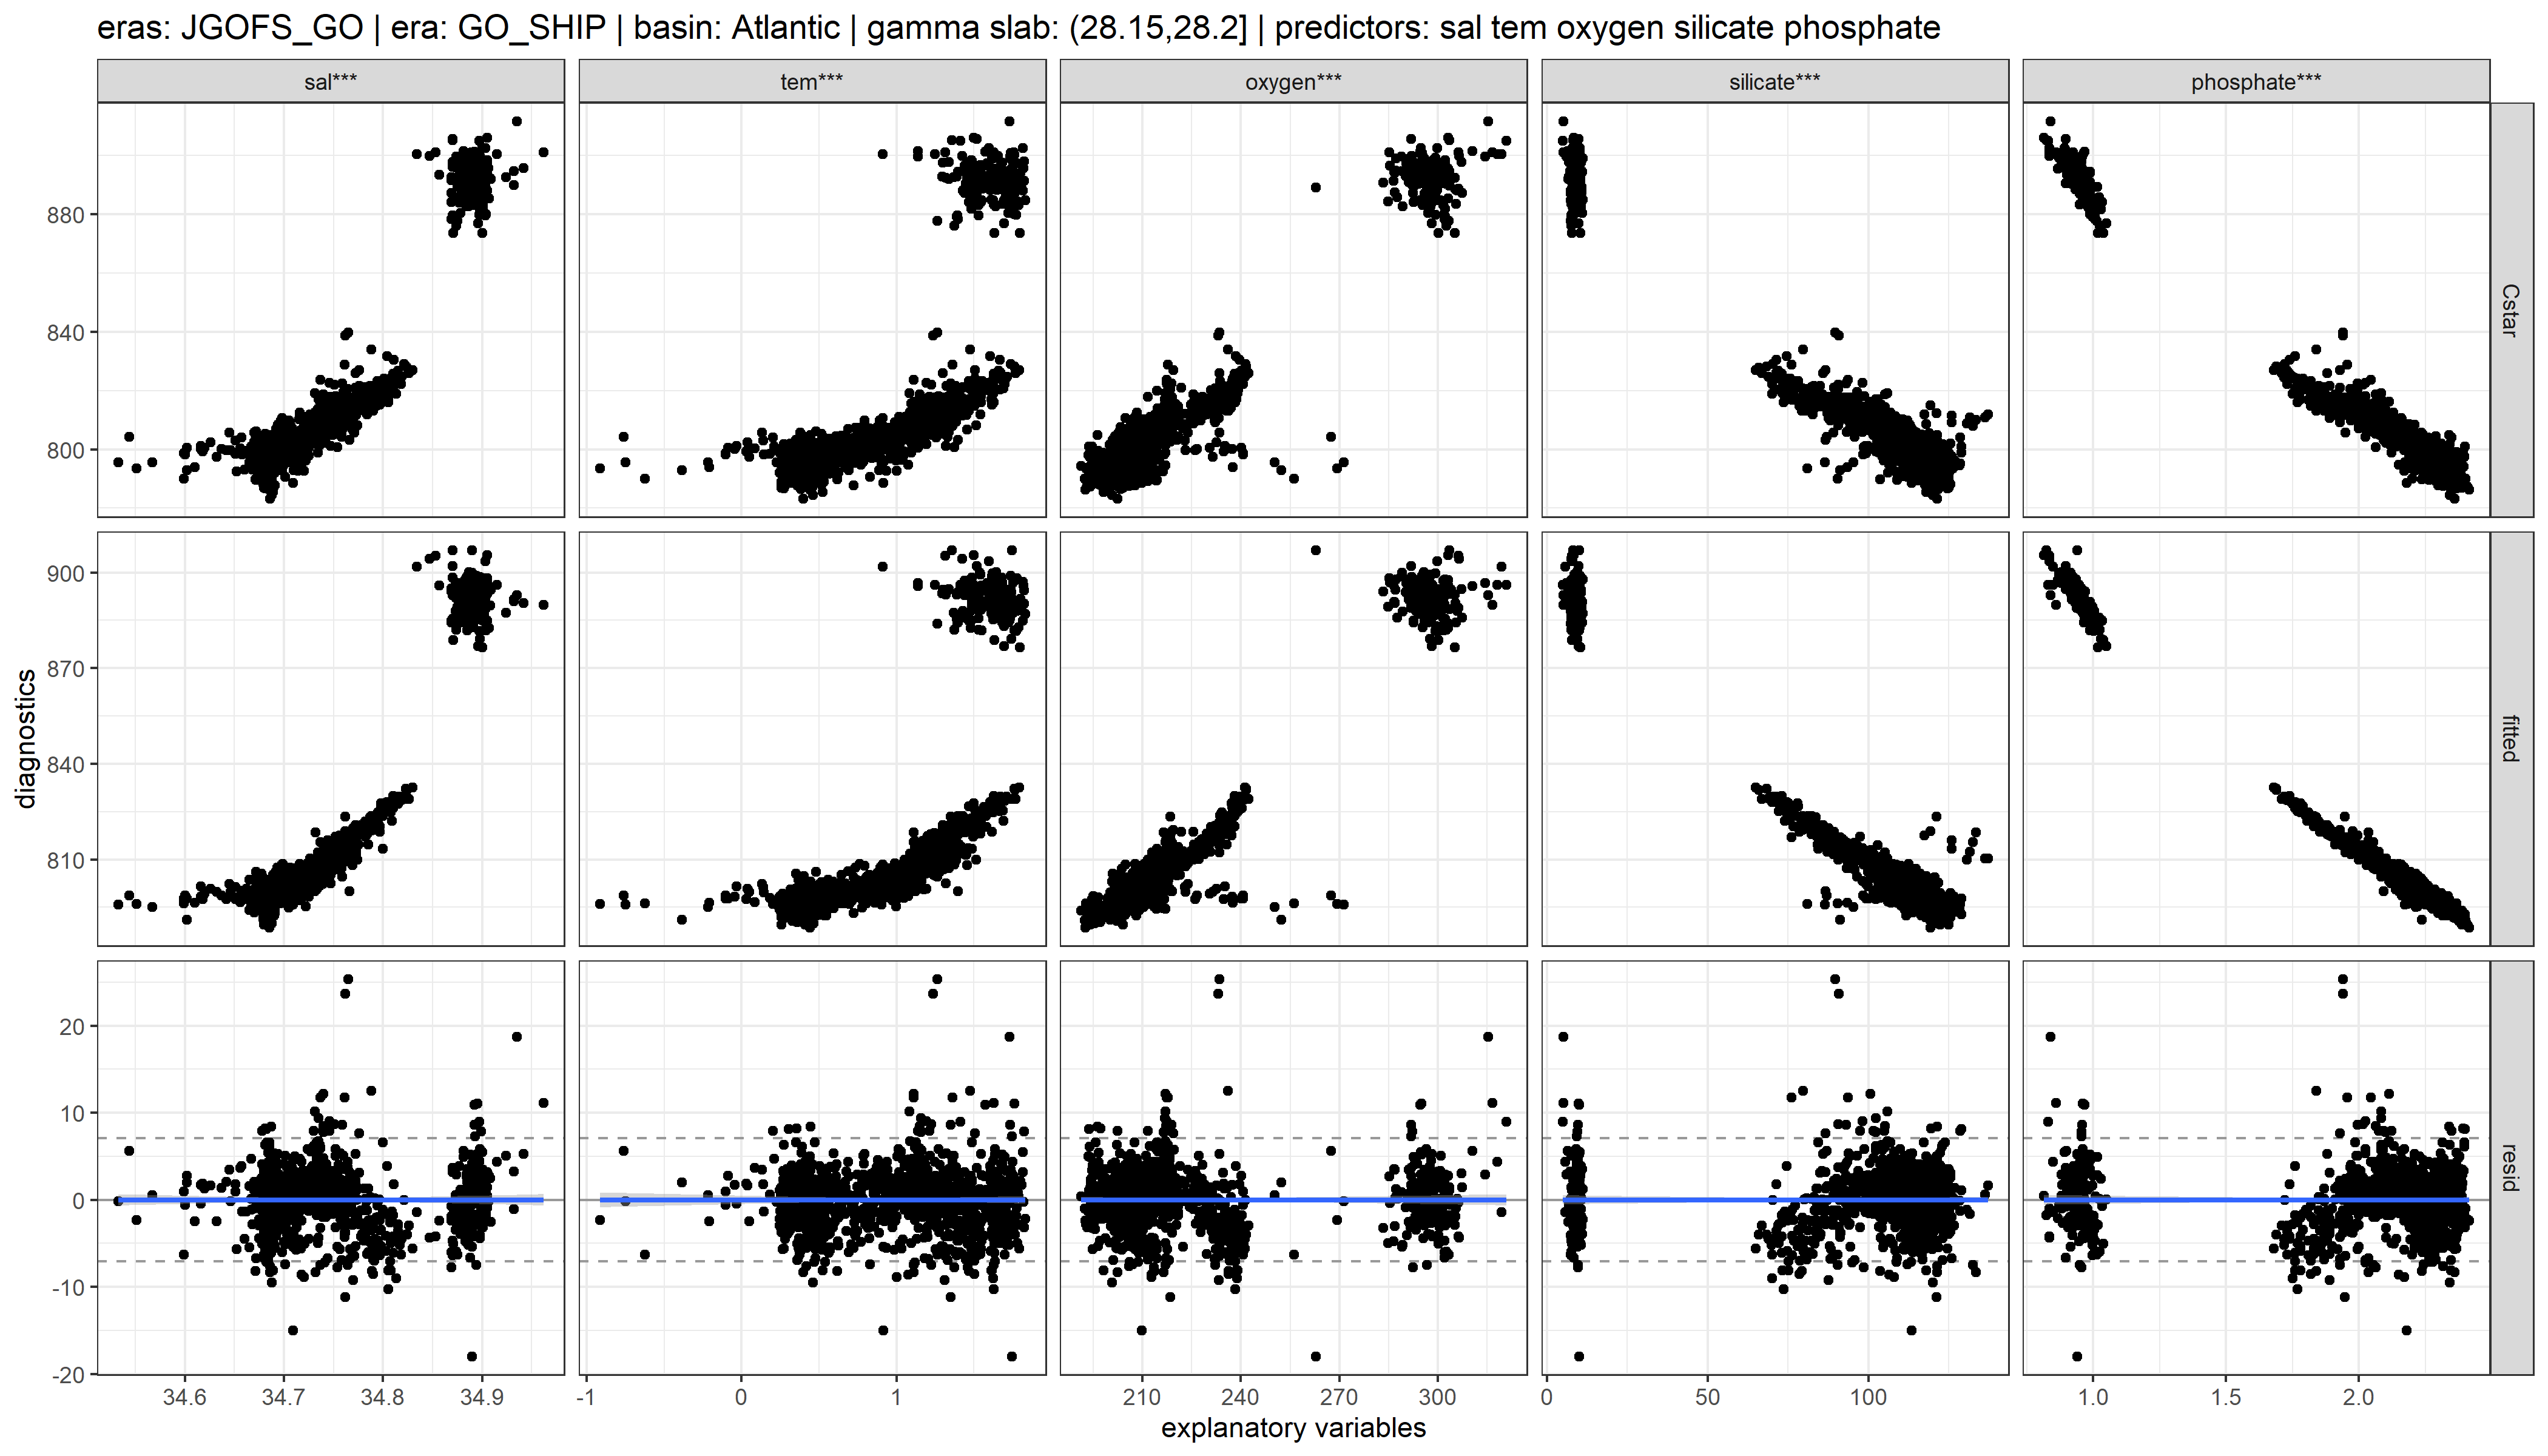 eras: JGOFS_GO | era: GO_SHIP | basin: Atlantic | gamma slab: (28.15,28.2] | predictors: sal tem oxygen silicate phosphate
sal*** tem*** oxygen*** silicate*** phosphate***
880
840
800
Cstar
900
870
840
810
fitted
diagnostics
20
10
0
-10
-20
resid
34.6 34.7 34.8 34.9 -1 0 1 210 240 270 300 0 50 100 1.0 1.5 2.0
explanatory variables